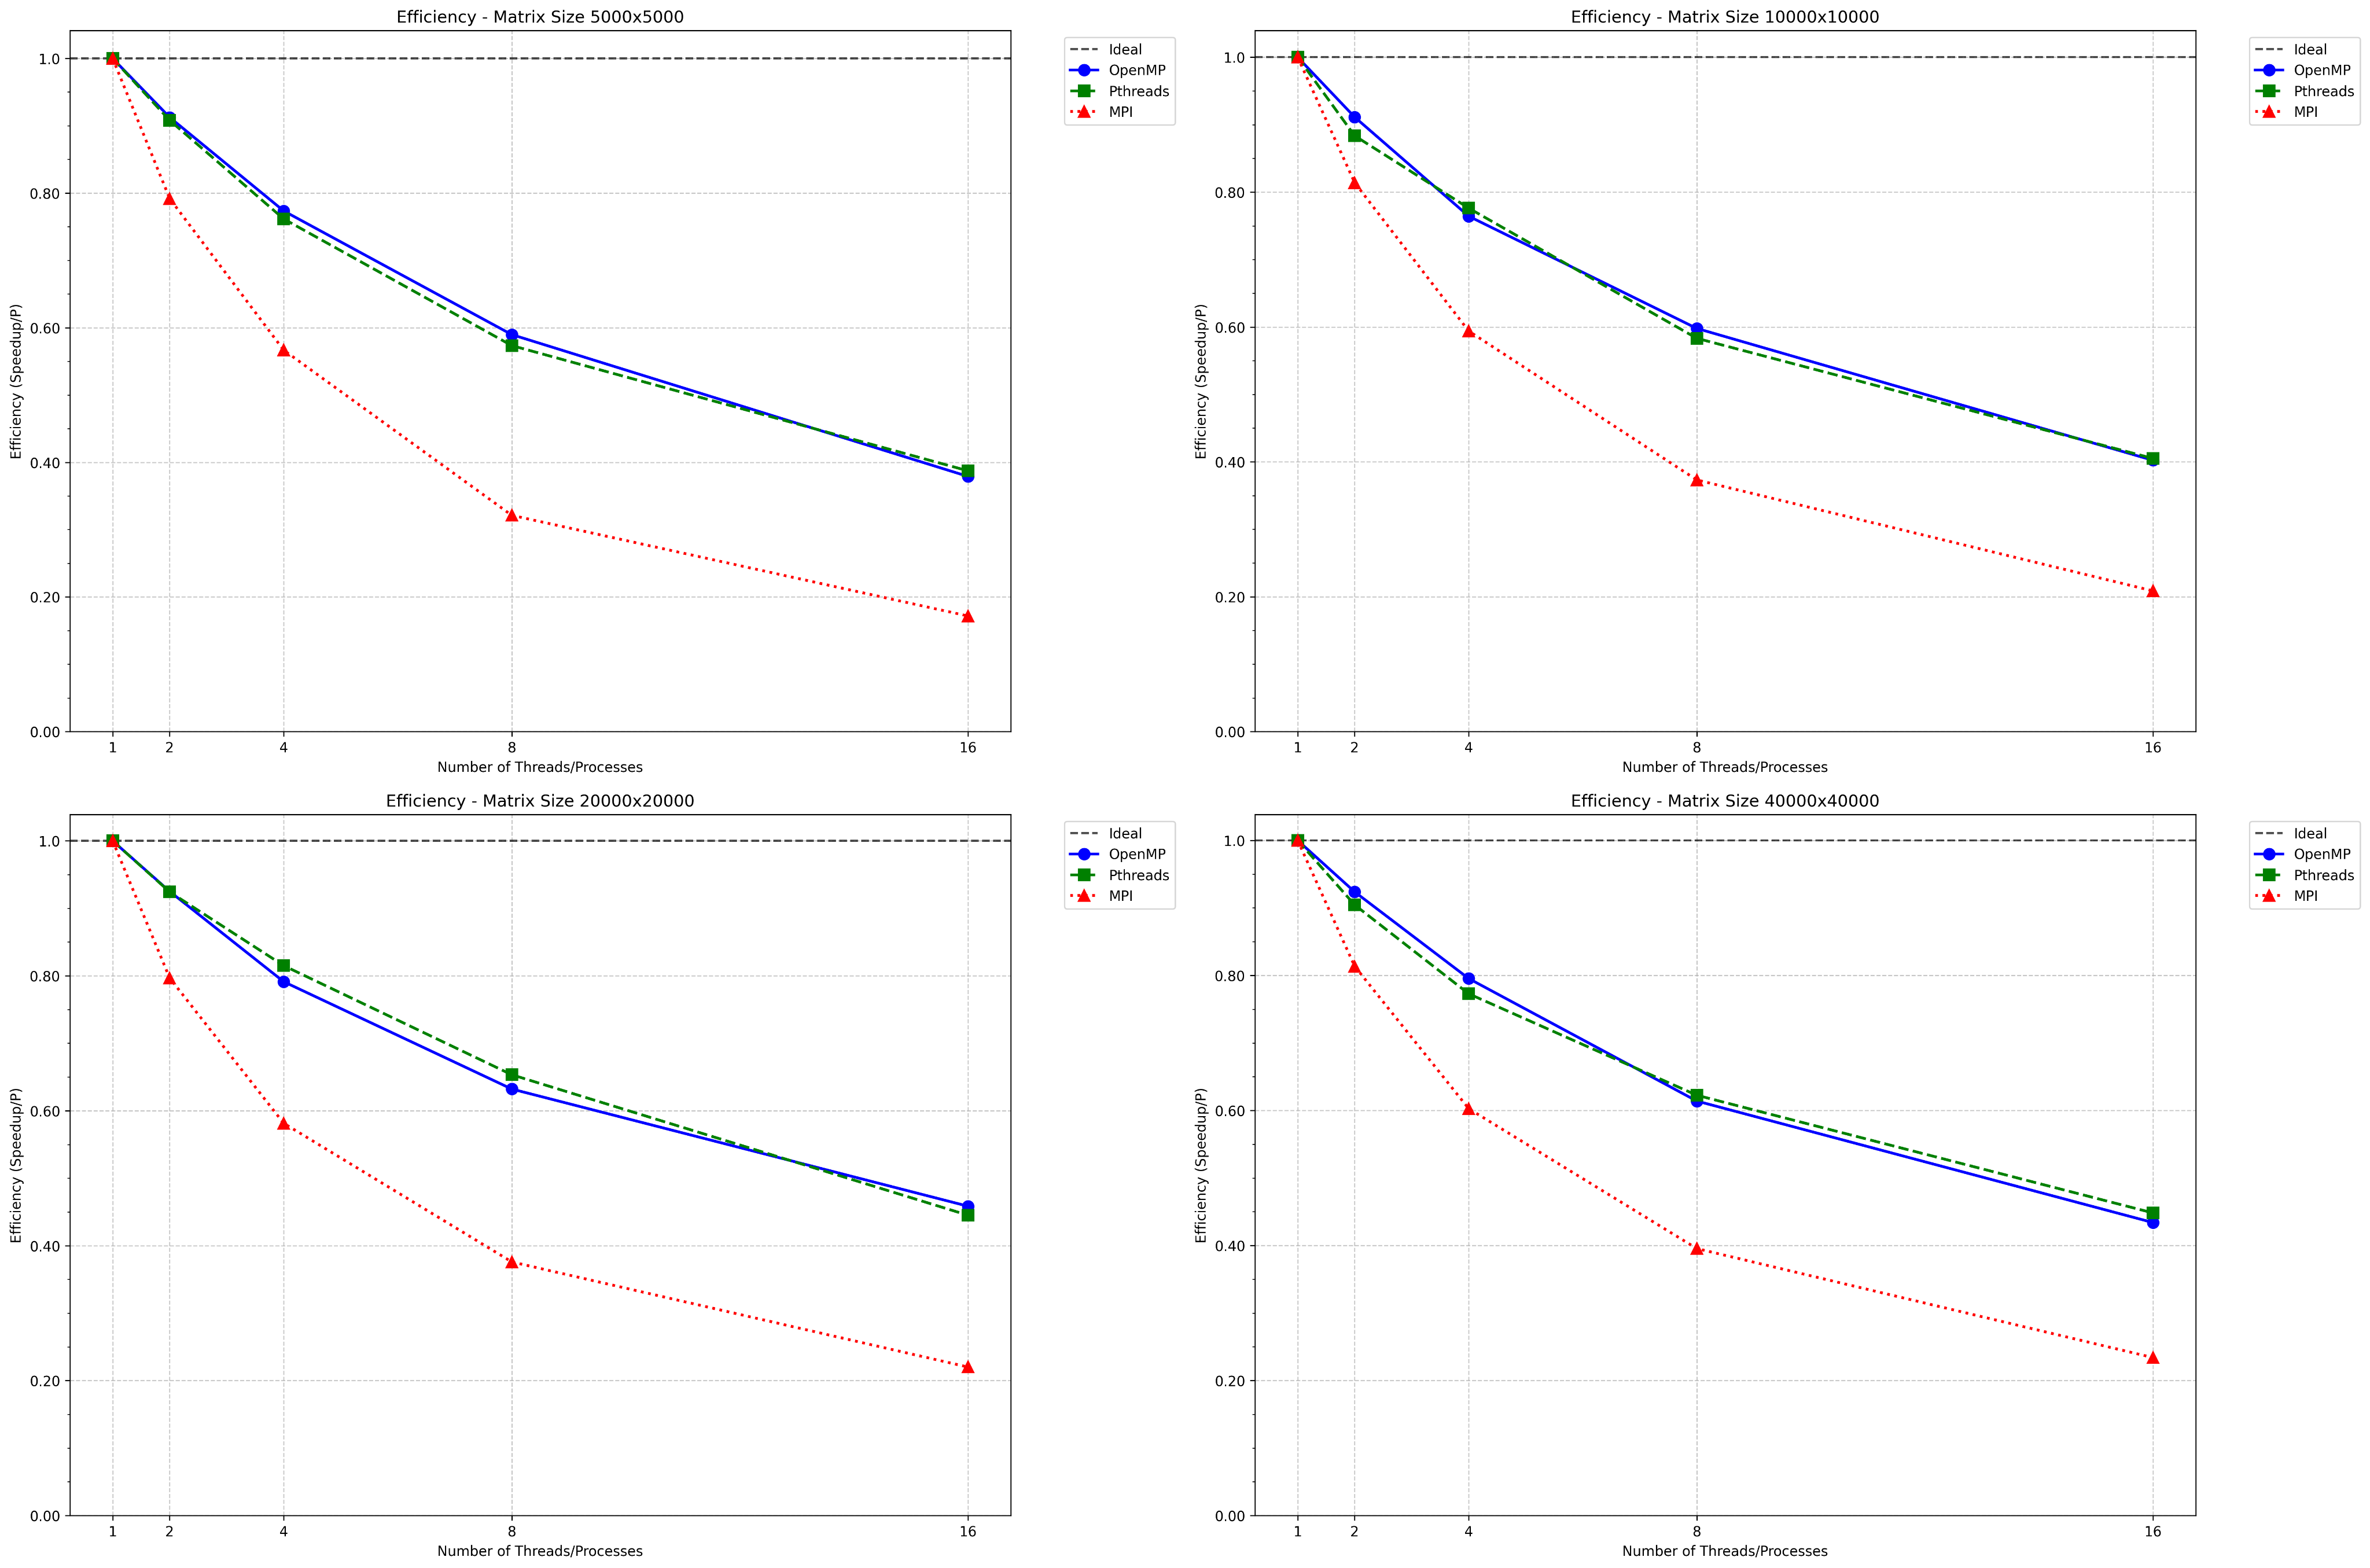 Efficiency - Matrix Size 5000x5000
Efficiency (Speedup/P)
1.0
0.80
0.60
0.40
0.20
0.00
1 2 4 8 16
Number of Threads/Processes
Ideal
OpenMP
Pthreads
MPI
Efficiency - Matrix Size 10000x10000
Efficiency (Speedup/P)
1.0
0.80
0.60
0.40
0.20
0.00
1 2 4 8 16
Number of Threads/Processes
Ideal
OpenMP
Pthreads
MPI
Efficiency - Matrix Size 20000x20000
Efficiency (Speedup/P)
1.0
0.80
0.60
0.40
0.20
0.00
1 2 4 8 16
Number of Threads/Processes
Ideal
OpenMP
Pthreads
MPI
Efficiency - Matrix Size 40000x40000
Efficiency (Speedup/P)
1.0
0.80
0.60
0.40
0.20
0.00
1 2 4 8 16
Number of Threads/Processes
Ideal
OpenMP
Pthreads
MPI